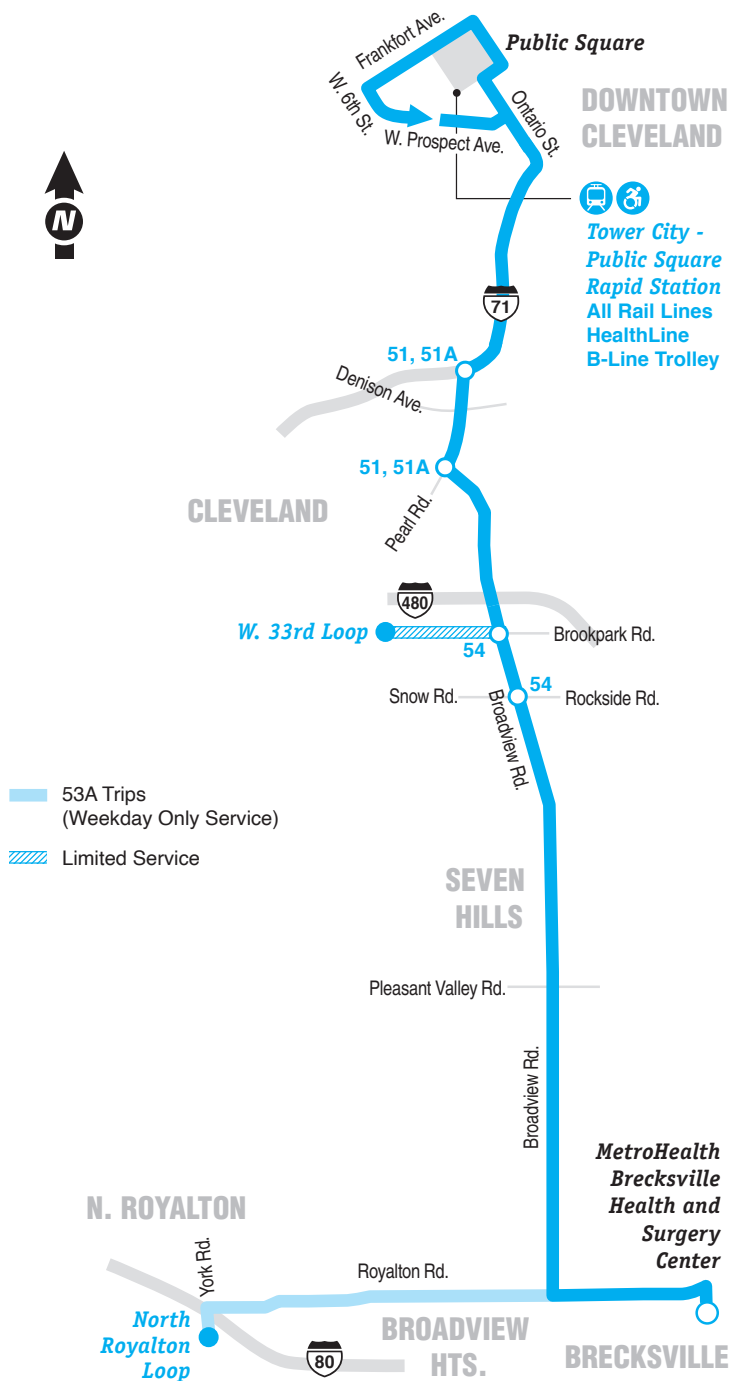 Frankfort Ave.
Public Square
W. 6th St.
Ontario St.
DOWNTOWN
CLEVELAND
W. Prospect Ave.
N
Tower City -
Public Square
Rapid Station
All Rail Lines
HealthLine
B-Line Trolley
71
51, 51A
Denison Ave.
51, 51A
CLEVELAND
Pearl Rd.
480
W. 33rd Loop
54
Brookpark Rd.
54
Snow Rd.
Broadview Rd.
Rockside Rd.
53A Trips
(Weekday Only Service)
Limited Service
SEVEN
HILLS
Pleasant Valley Rd.
Broadview Rd.
MetroHealth
Brecksville
Health and
Surgery
Center
N. ROYALTON
York Rd.
Royalton Rd.
North
Royalton
Loop
80
BROADVIEW
HTS.
BRECKSVILLE